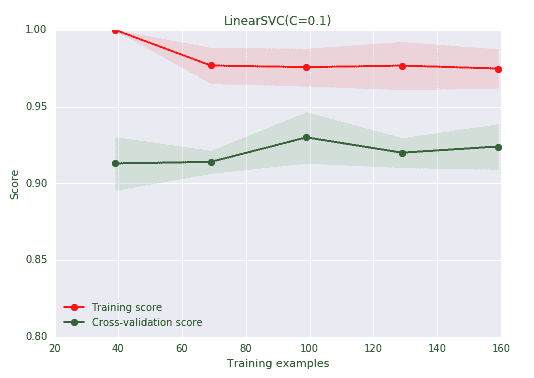 LinearSVC(C=0.1)
1.00
0.95
0.90
0.85
0.80
Score
Training score
Cross-validation score
20 40 60 80 100 120 140 160
Training examples